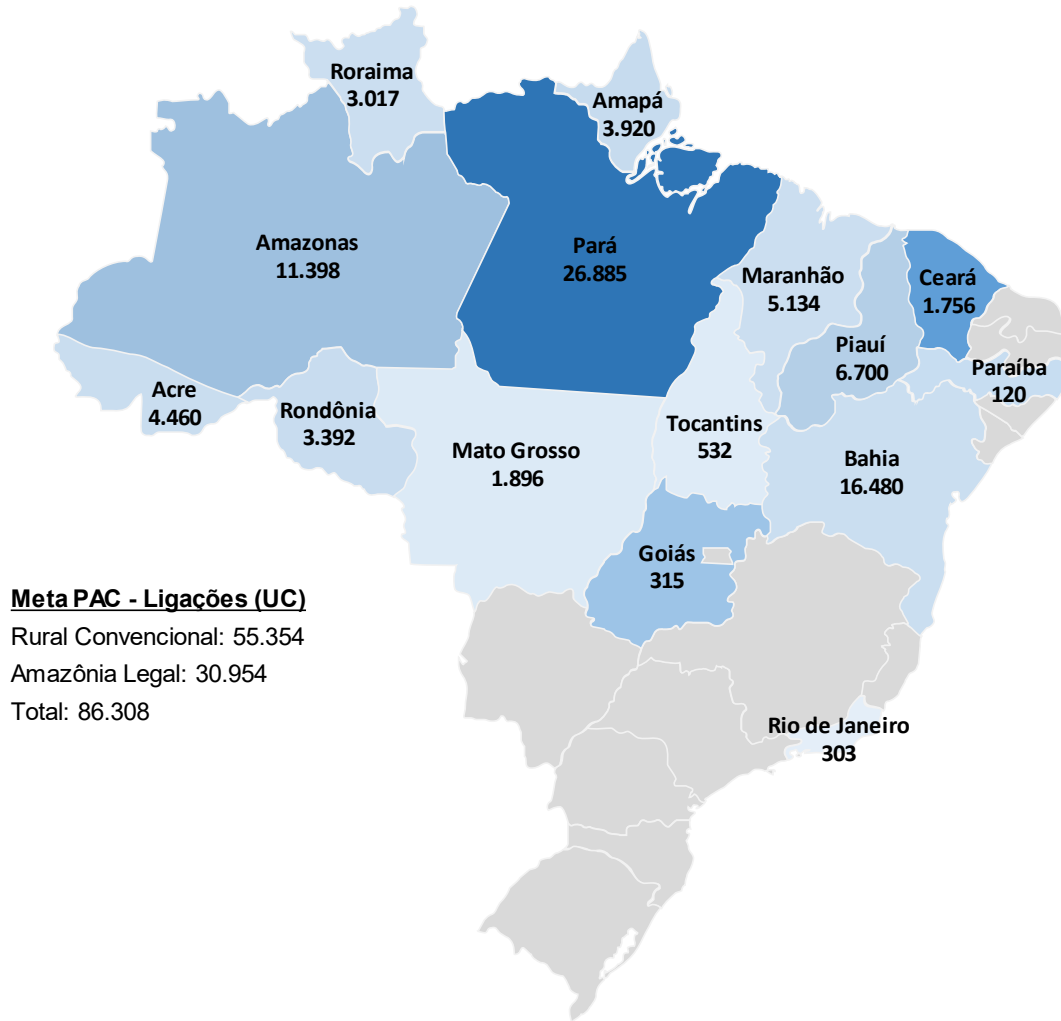 Roraima
3.017
Amapá
3.920
Amazonas
11.398
Pará
26.885
Maranhão
5.134
Ceará
1.756
Piauí
6.700
Paraíba
120
Acre
4.460
Rondônia
3.392
Mato Grosso
1.896
Tocantins
532
Bahia
16.480
Goiás
315
Meta PAC - Ligações (UC)
Rural Convencional: 55.354
Amazônia Legal: 30.954
Total: 86.308
Rio de Janeiro
303